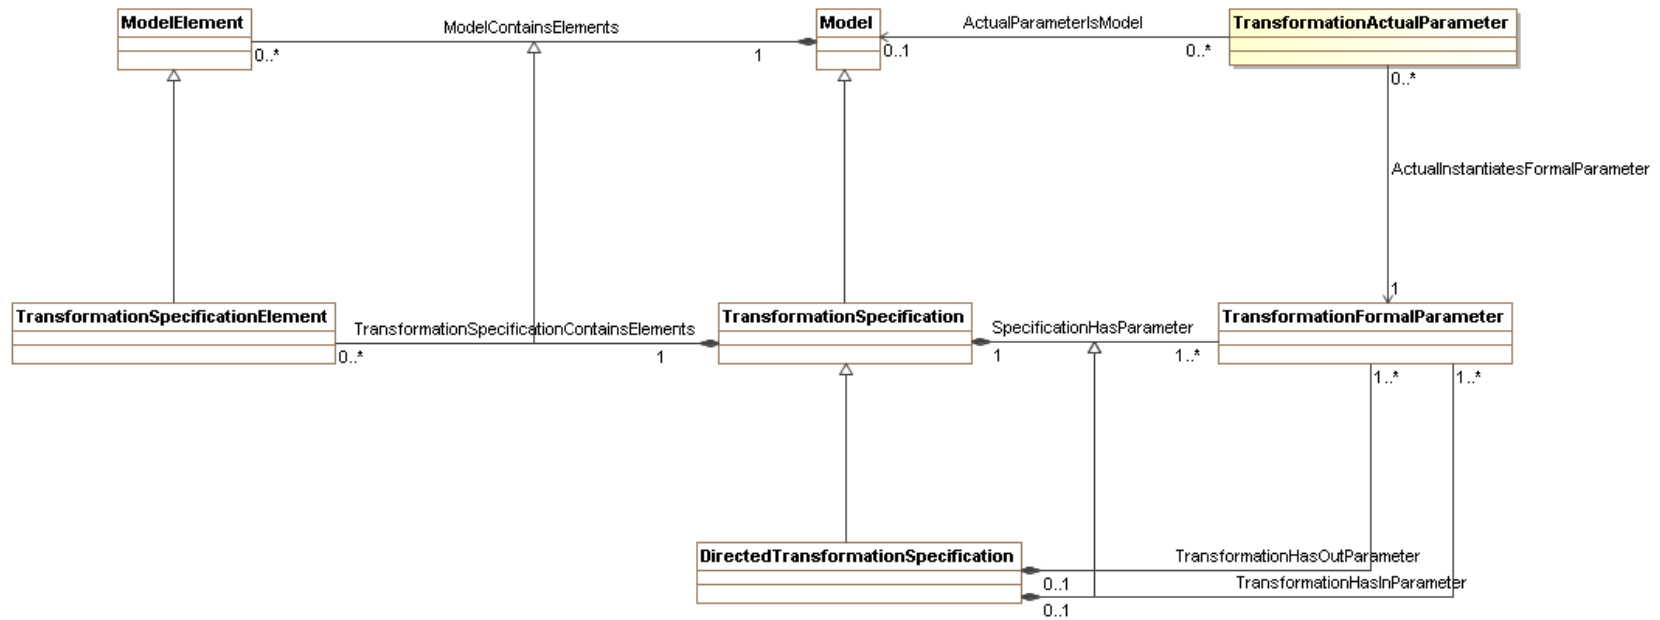 ModelElement
ModelContainsElements
0..*
1
Model
ActualParameterIsModel
0..1
0..*
TransformationActualParameter
0..*
ActualInstantiatesFormalParameter
1
TransformationSpecificationElement
TransformationSpecificationContainsElements
0..*
1
TransformationSpecification
SpecificationHasParameter
1
1..*
TransformationFormalParameter
1..*
1..*
DirectedTransformationSpecification
TransformationHasOutParameter
0..1
TransformationHasInParameter
0..1